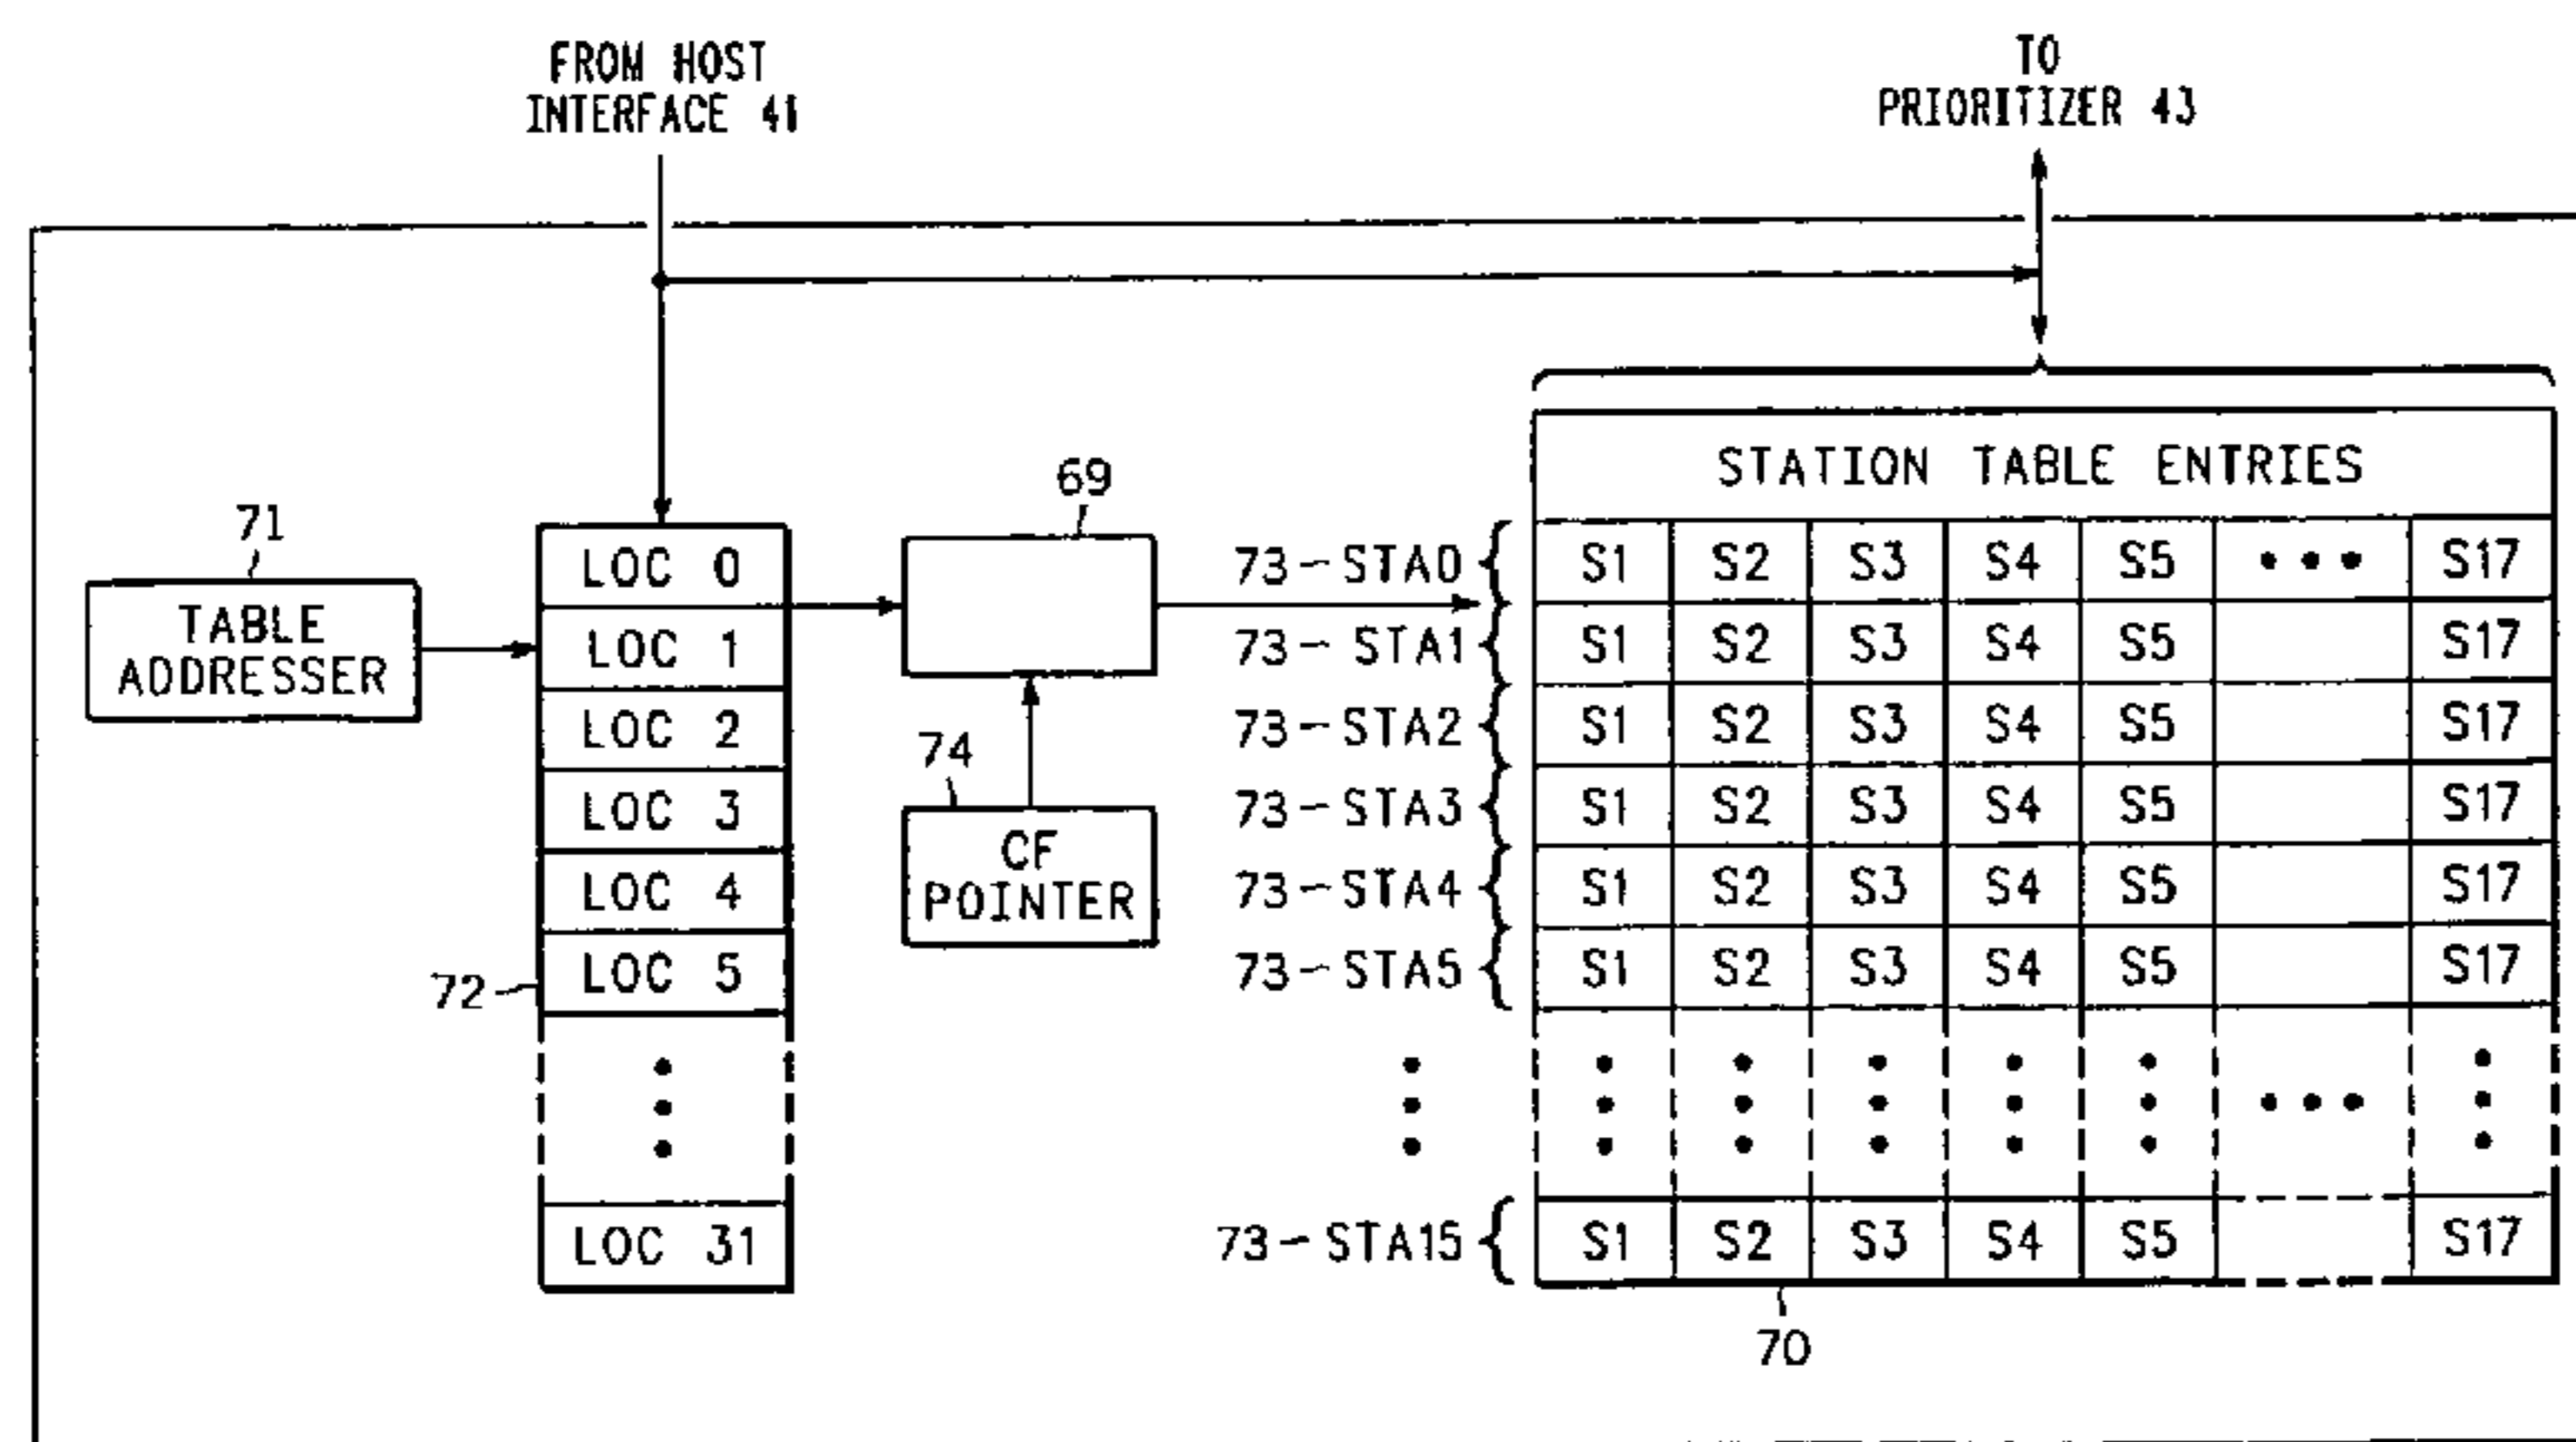 FROM HOST
INTERFACE 41
TO
PRIORITIZER 43
STATION TABLE ENTRIES
69
71
TABLE
ADDRESSER
LOC 0
LOC 1
LOC 2
LOC 3
LOC 4
LOC 5
LOC 31
72
74
CF
POINTER
73-STA0 S1 S2 S3 S4 S5 ••• S17
73-STA1 S1 S2 S3 S4 S5 S17
73-STA2 S1 S2 S3 S4 S5 S17
73-STA3 S1 S2 S3 S4 S5 S17
73-STA4 S1 S2 S3 S4 S5 S17
73-STA5 S1 S2 S3 S4 S5 S17
73-STA15 S1 S2 S3 S4 S5 S17
70